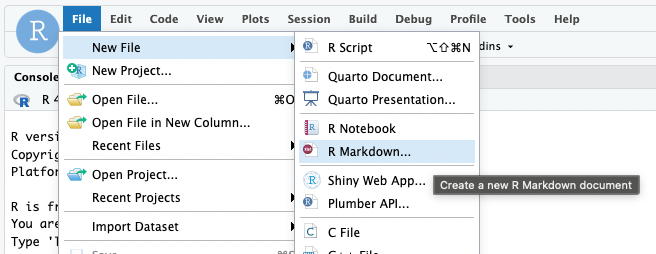 R File Edit Code View Plots Session Build Debug Profile Tools Help
New File R Script ⌥⇧⌘N
New Project... Quarto Document...
Open File... ⌘O Quarto Presentation...
Open File in New Column... R Notebook
Recent Files R Markdown...
Open Project... Shiny Web App...
Create a new R Markdown document
Recent Projects Plumber API...
Import Dataset C File
Console
R 4
R versi
Copyrig
Platfor
R is fr
You are
Type 'l